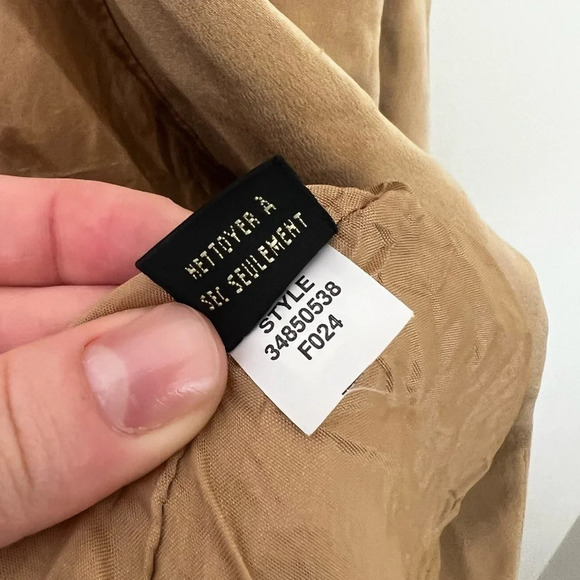 NETTOYER À
SEC SEULEMENT
STYLE
34850538
F024